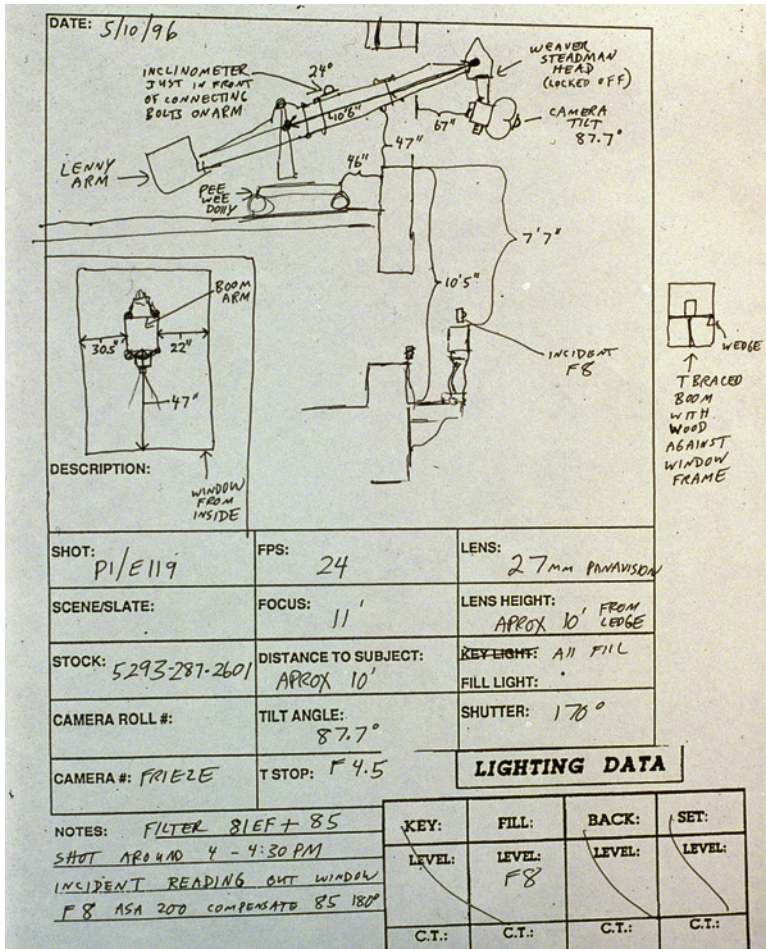 DATE: 5/10/96
INCLINOMETER
JUST IN FRONT
OF CONNECTING
BOLTS ON ARM
24°
WEAVER
STEADMAN
HEAD
(LOCKED OFF)
10'6"
67"
CAMERA
TILT
87.7°
LENNY
ARM
47"
46"
PEE
WEE
DOLLY
7'7"
10'5"
BOOM
ARM
30.5"
22"
47"
INCIDENT
F8
WEDGE
T BRACED
BOOM
WITH
WOOD
AGAINST
WINDOW
FRAME
DESCRIPTION:
WINDOW
FROM
INSIDE
SHOT: P1/E119
FPS: 24
LENS: 27mm PANAVISION
SCENE/SLATE:
FOCUS: 11'
LENS HEIGHT: APROX 10' FROM LEDGE
STOCK: 5293-287-2601
DISTANCE TO SUBJECT: APROX 10'
KEY LIGHT: All FILL
FILL LIGHT:
CAMERA ROLL #:
TILT ANGLE: 87.7°
SHUTTER: 170°
CAMERA #: FRIEZE
T STOP: F 4.5
LIGHTING DATA
NOTES: FILTER 81EF + 85
SHOT AROUND 4 - 4:30 PM
INCIDENT READING OUT WINDOW
F 8 ASA 200 COMPENSATE 85 180°
KEY: FILL: BACK: SET:
LEVEL: LEVEL: LEVEL: LEVEL:
F8
C.T.: C.T.: C.T.: C.T.: